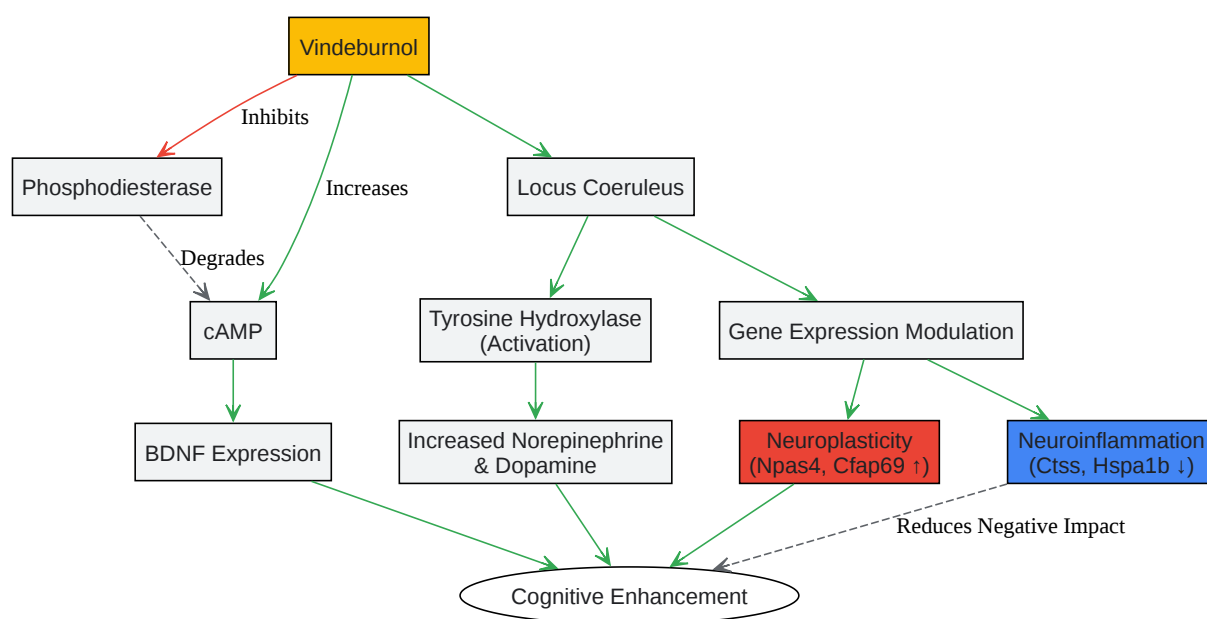 Vindeburnol
Inhibits
Phosphodiesterase
Increases
Locus Coeruleus
Degrades
cAMP
Tyrosine Hydroxylase
(Activation)
Gene Expression Modulation
BDNF Expression
Increased Norepinephrine
& Dopamine
Neuroplasticity
(Npas4, Cfap69 ↑)
Neuroinflammation
(Ctss, Hspa1b ↓)
Reduces Negative Impact
Cognitive Enhancement